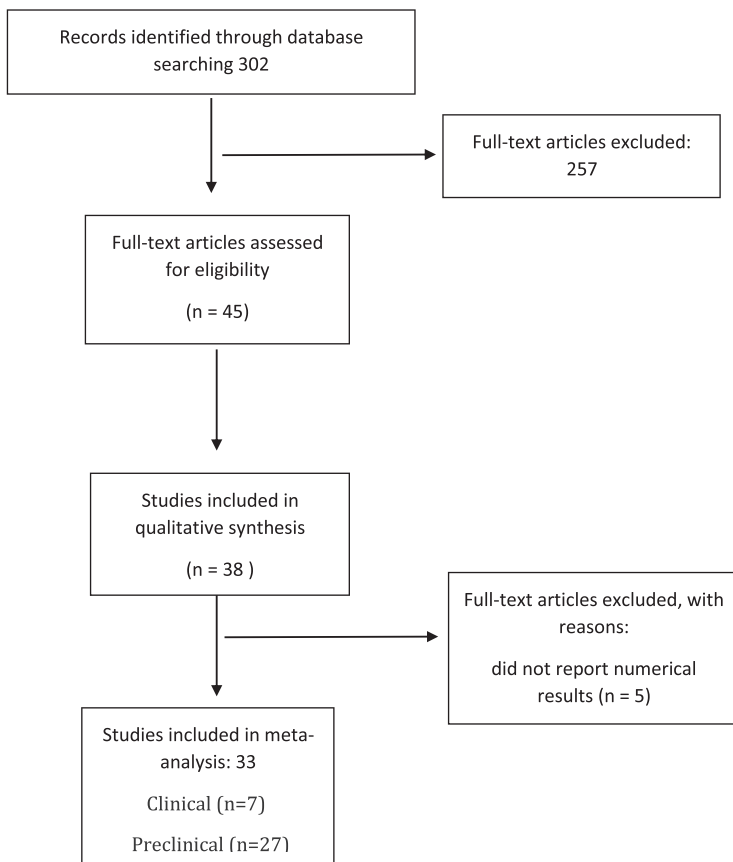 Records identified through database
searching 302
Full-text articles excluded:
257
Full-text articles assessed
for eligibility
(n = 45)
Studies included in
qualitative synthesis
(n = 38 )
Full-text articles excluded, with
reasons:
did not report numerical
results (n = 5)
Studies included in meta-
analysis: 33
Clinical (n=7)
Preclinical (n=27)